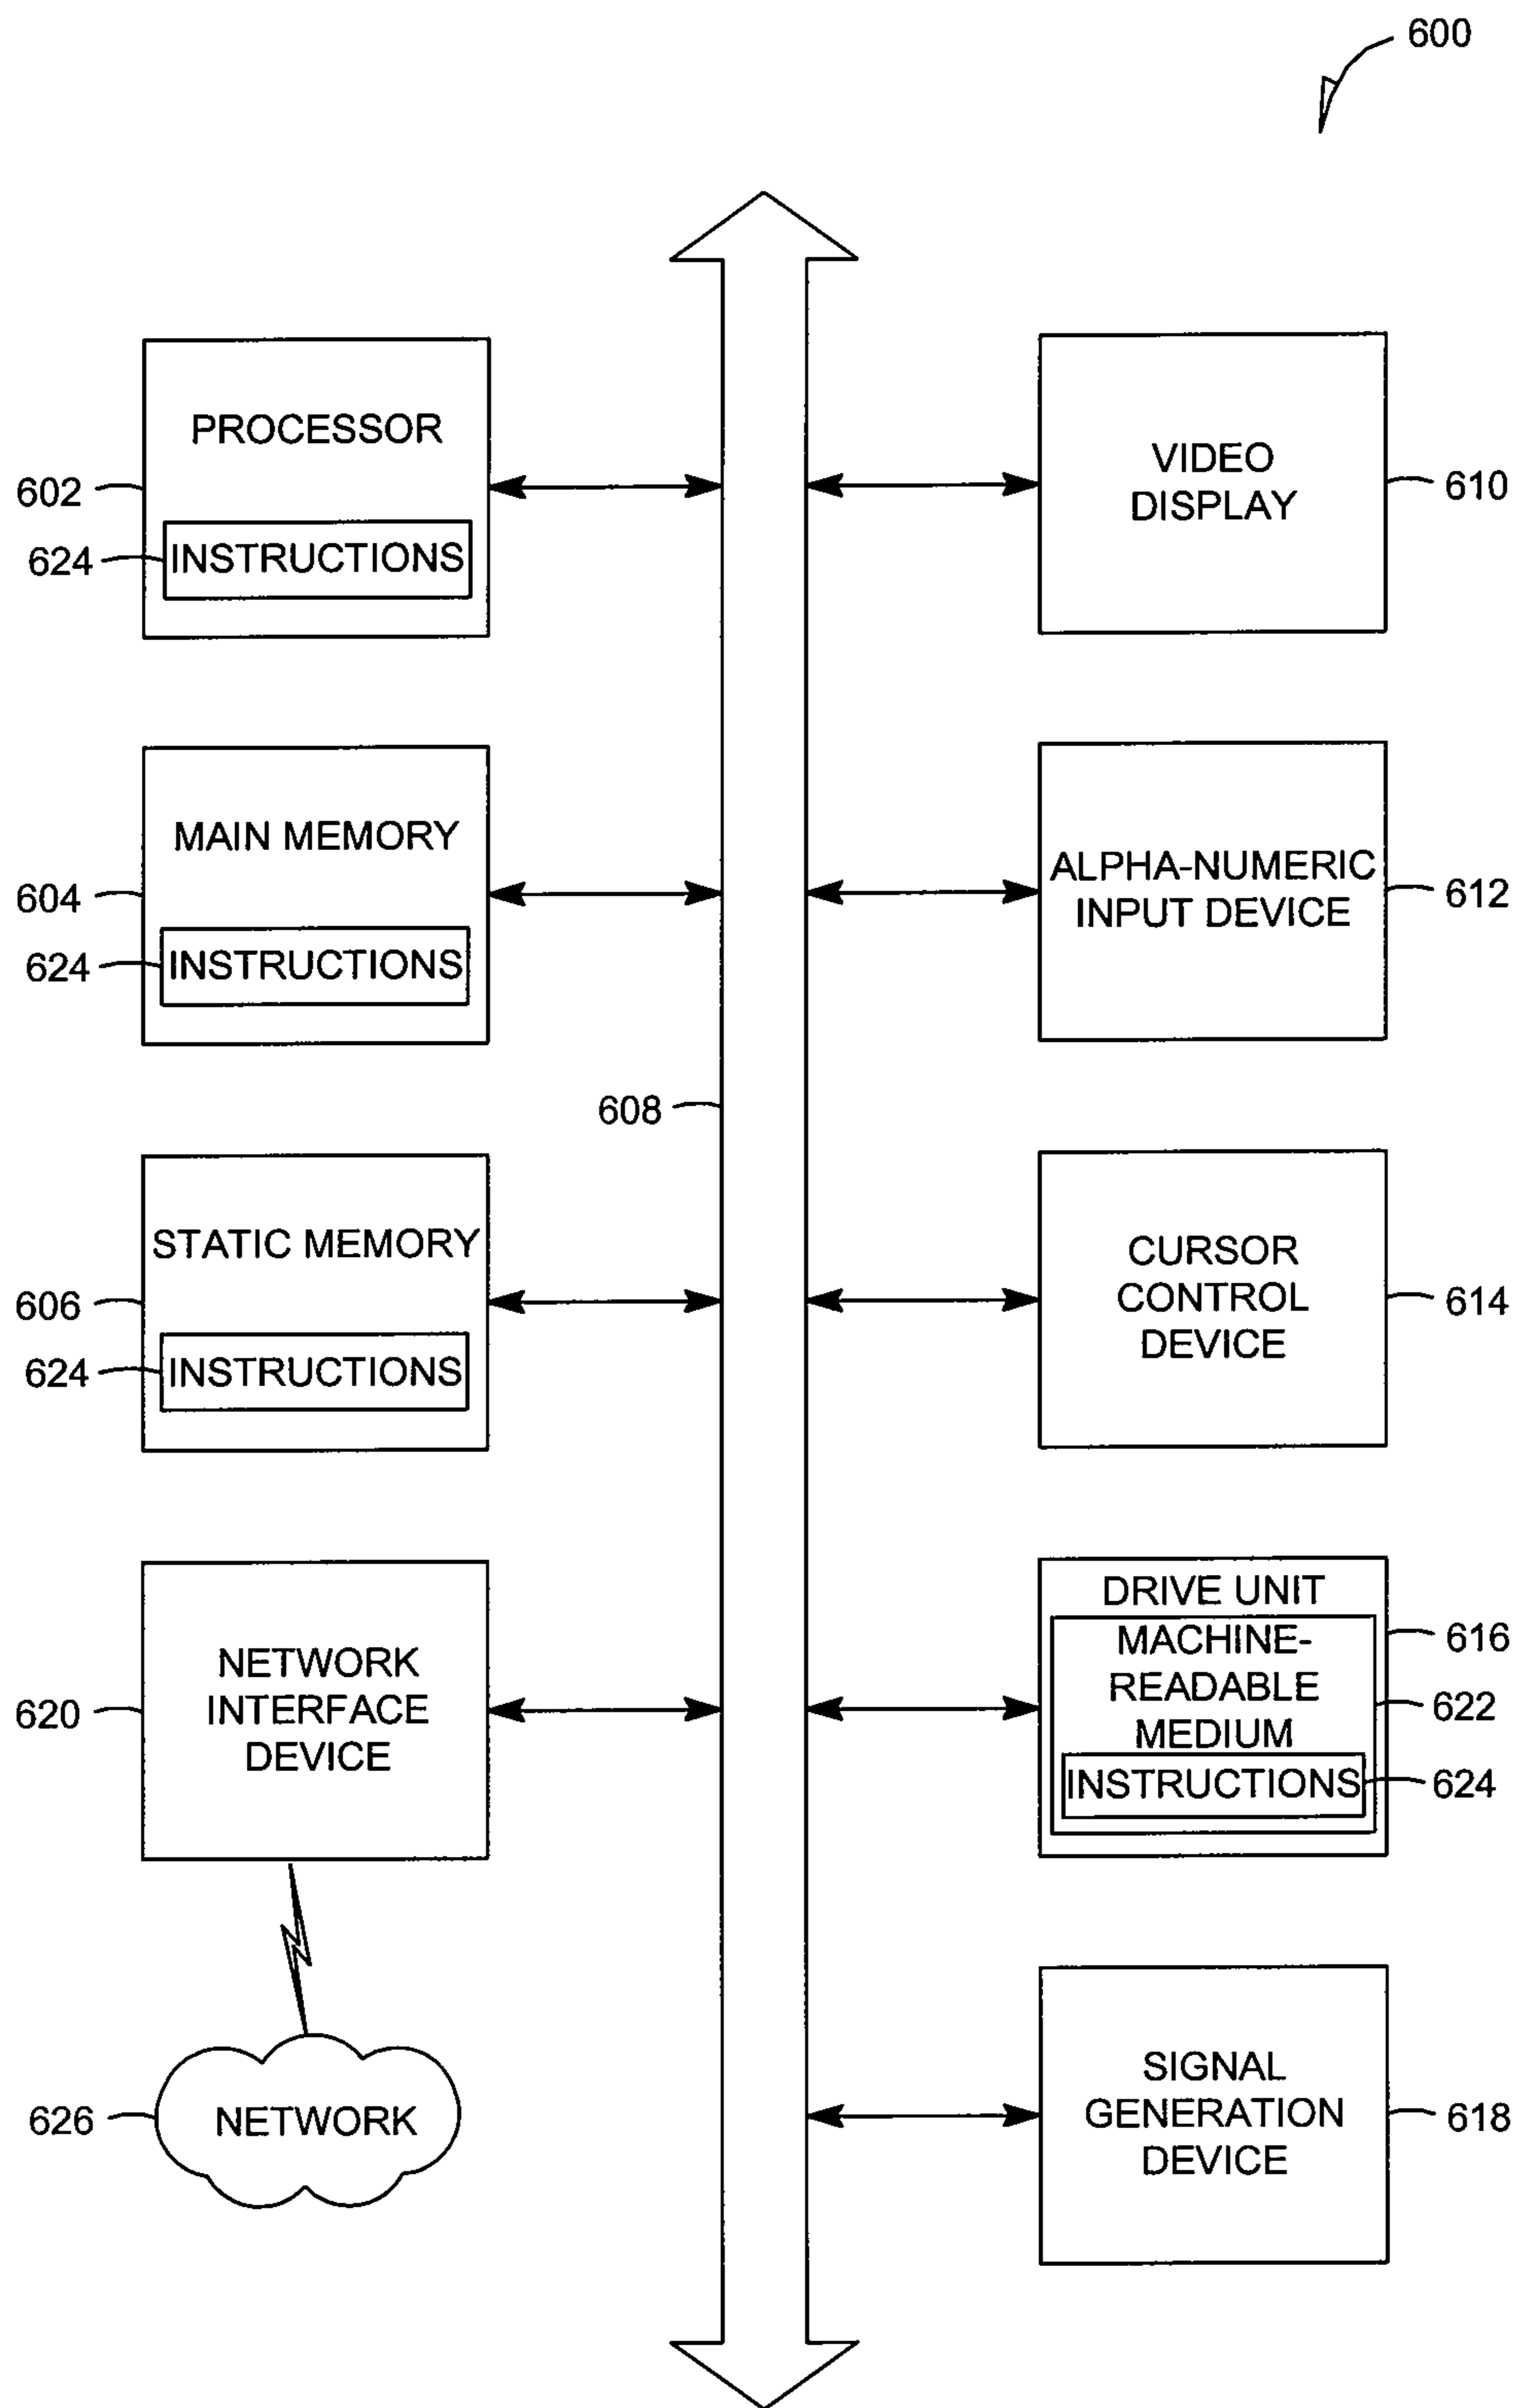 600
PROCESSOR
602
624
INSTRUCTIONS
MAIN MEMORY
604
624
INSTRUCTIONS
608
STATIC MEMORY
606
624
INSTRUCTIONS
NETWORK
INTERFACE
DEVICE
620
NETWORK
626
VIDEO
DISPLAY
610
ALPHA-NUMERIC
INPUT DEVICE
612
CURSOR
CONTROL
DEVICE
614
DRIVE UNIT
616
MACHINE-
READABLE
MEDIUM
622
INSTRUCTIONS
624
SIGNAL
GENERATION
DEVICE
618